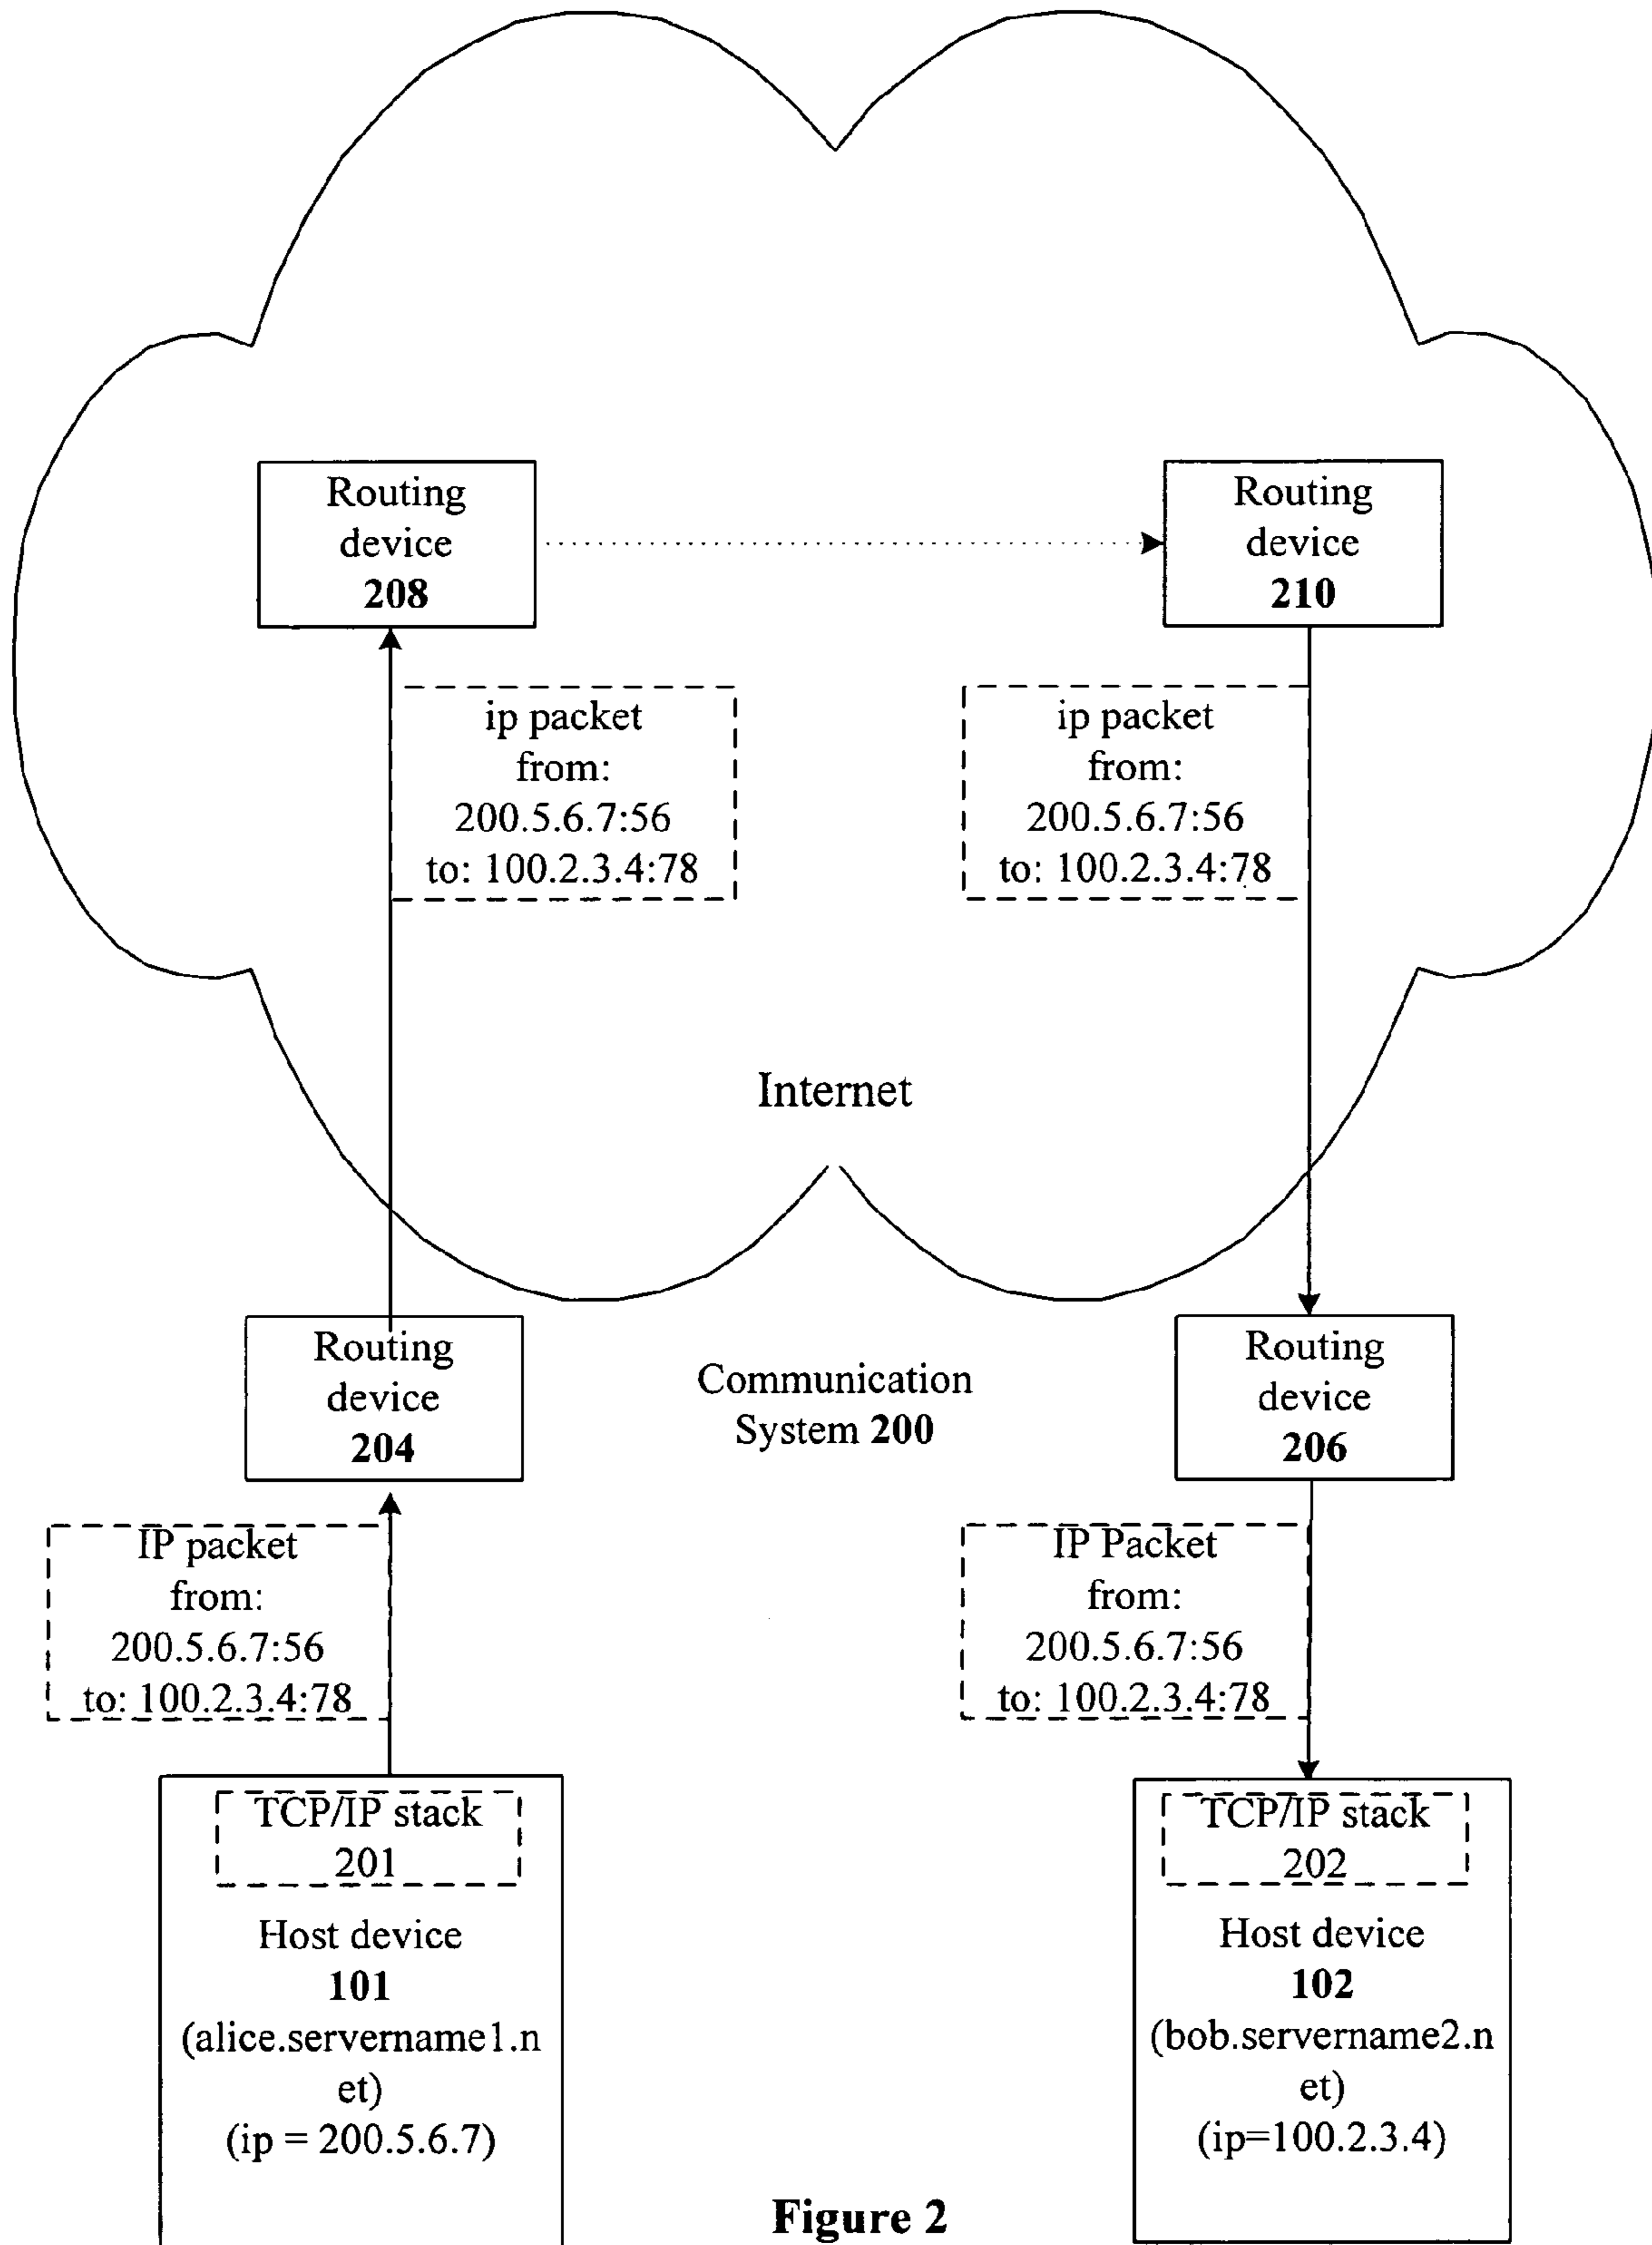 Routing
device
208
Routing
device
210
ip packet
from:
200.5.6.7:56
to: 100.2.3.4:78
ip packet
from:
200.5.6.7:56
to: 100.2.3.4:78
Internet
Routing
device
204
Communication
System 200
Routing
device
206
IP packet
from:
200.5.6.7:56
to: 100.2.3.4:78
IP Packet
from:
200.5.6.7:56
to: 100.2.3.4:78
TCP/IP stack
201
Host device
101
(alice.servername1.n
et)
(ip = 200.5.6.7)
TCP/IP stack
202
Host device
102
(bob.servername2.n
et)
(ip=100.2.3.4)
Figure 2